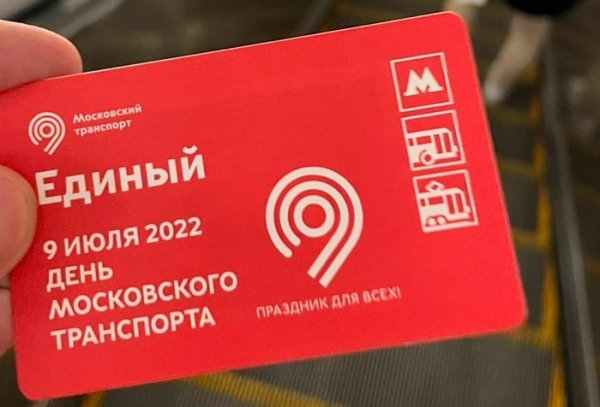 Московский
транспорт
М
Единый
9 ИЮЛЯ 2022
ДЕНЬ
МОСКОВСКОГО
ТРАНСПОРТА
ПРАЗДНИК ДЛЯ ВСЕХ!